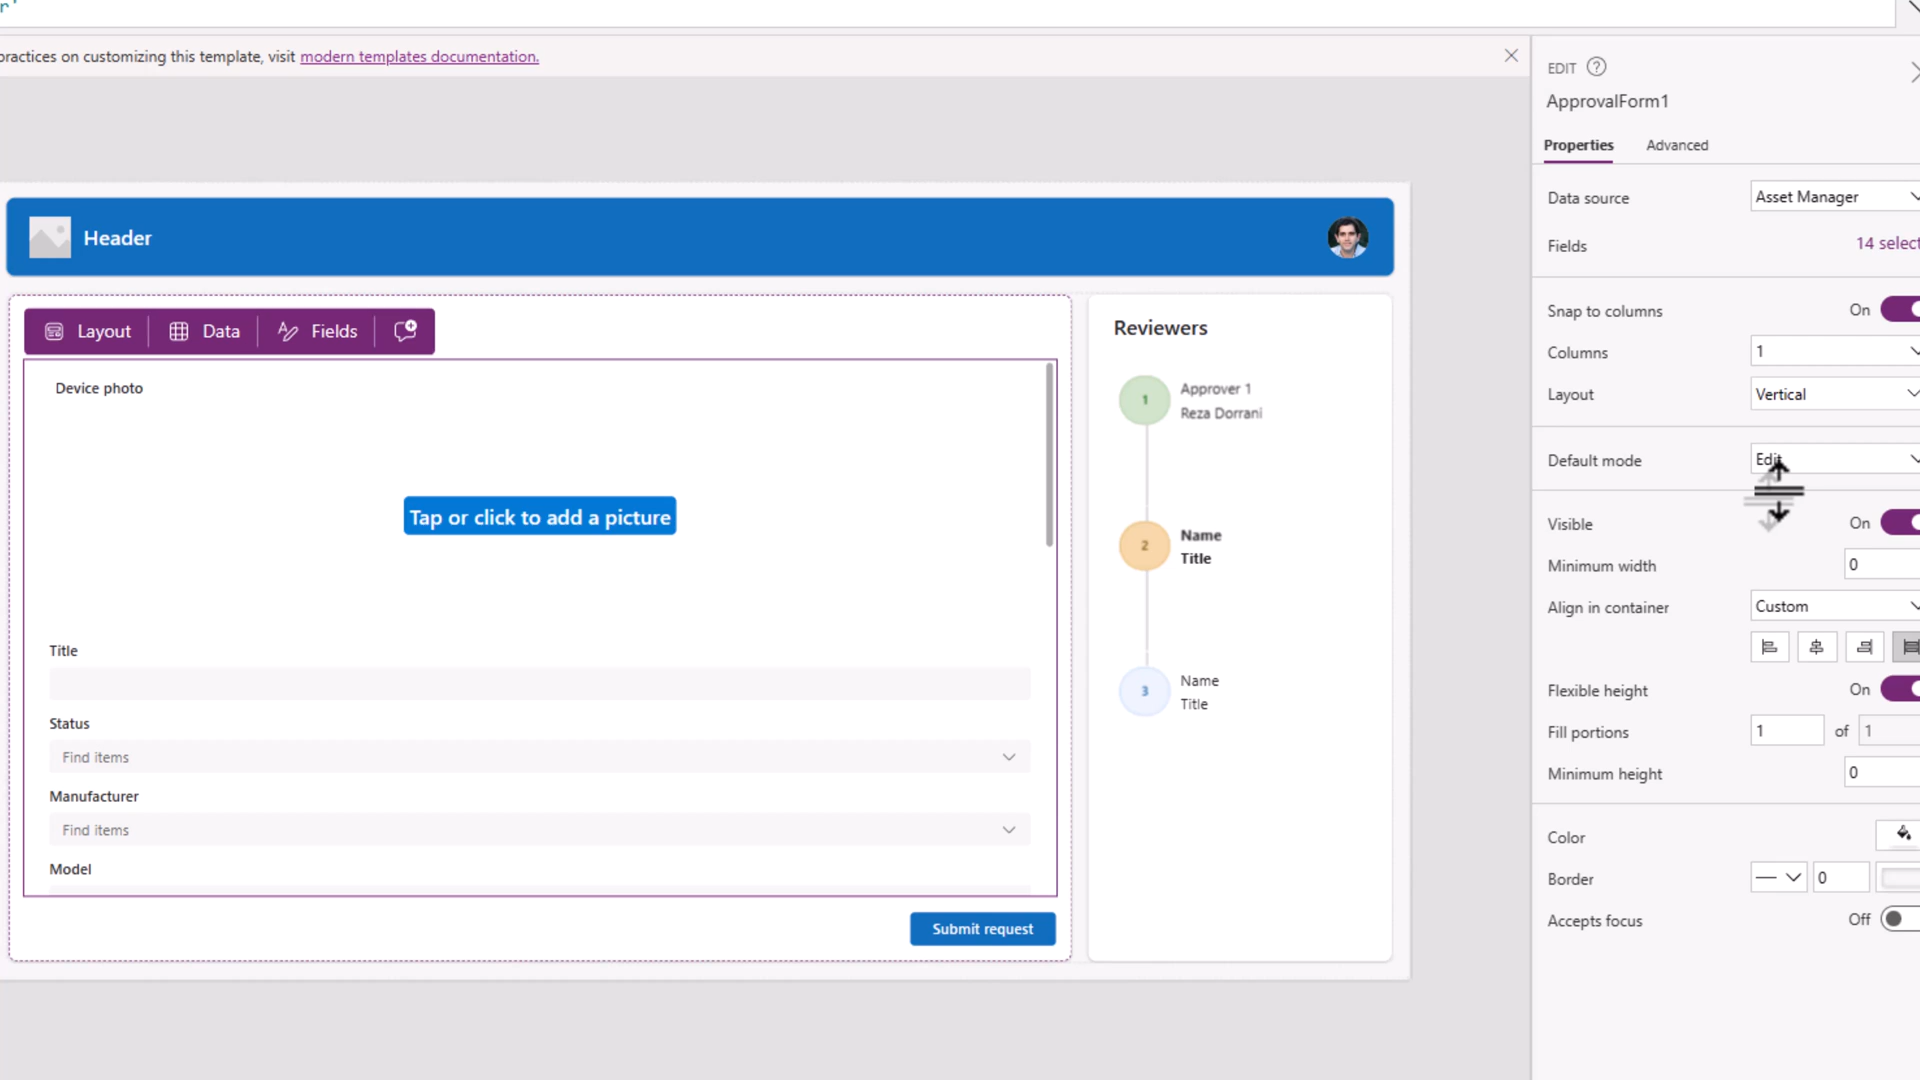 r'
practices on customizing this template, visit modern templates documentation.
EDIT
ApprovalForm1
Properties Advanced
Data source Asset Manager
Fields 14 select
Snap to columns On
Columns 1
Layout Vertical
Default mode Edit
Visible On
Minimum width 0
Align in container Custom
Flexible height On
Fill portions 1 of 1
Minimum height 0
Color
Border 0
Accepts focus Off
Header
Layout Data Fields
Device photo
Tap or click to add a picture
Title
Status
Find items
Manufacturer
Find items
Model
Submit request
Reviewers
1 Approver 1
Reza Dorrani
2 Name
Title
3 Name
Title